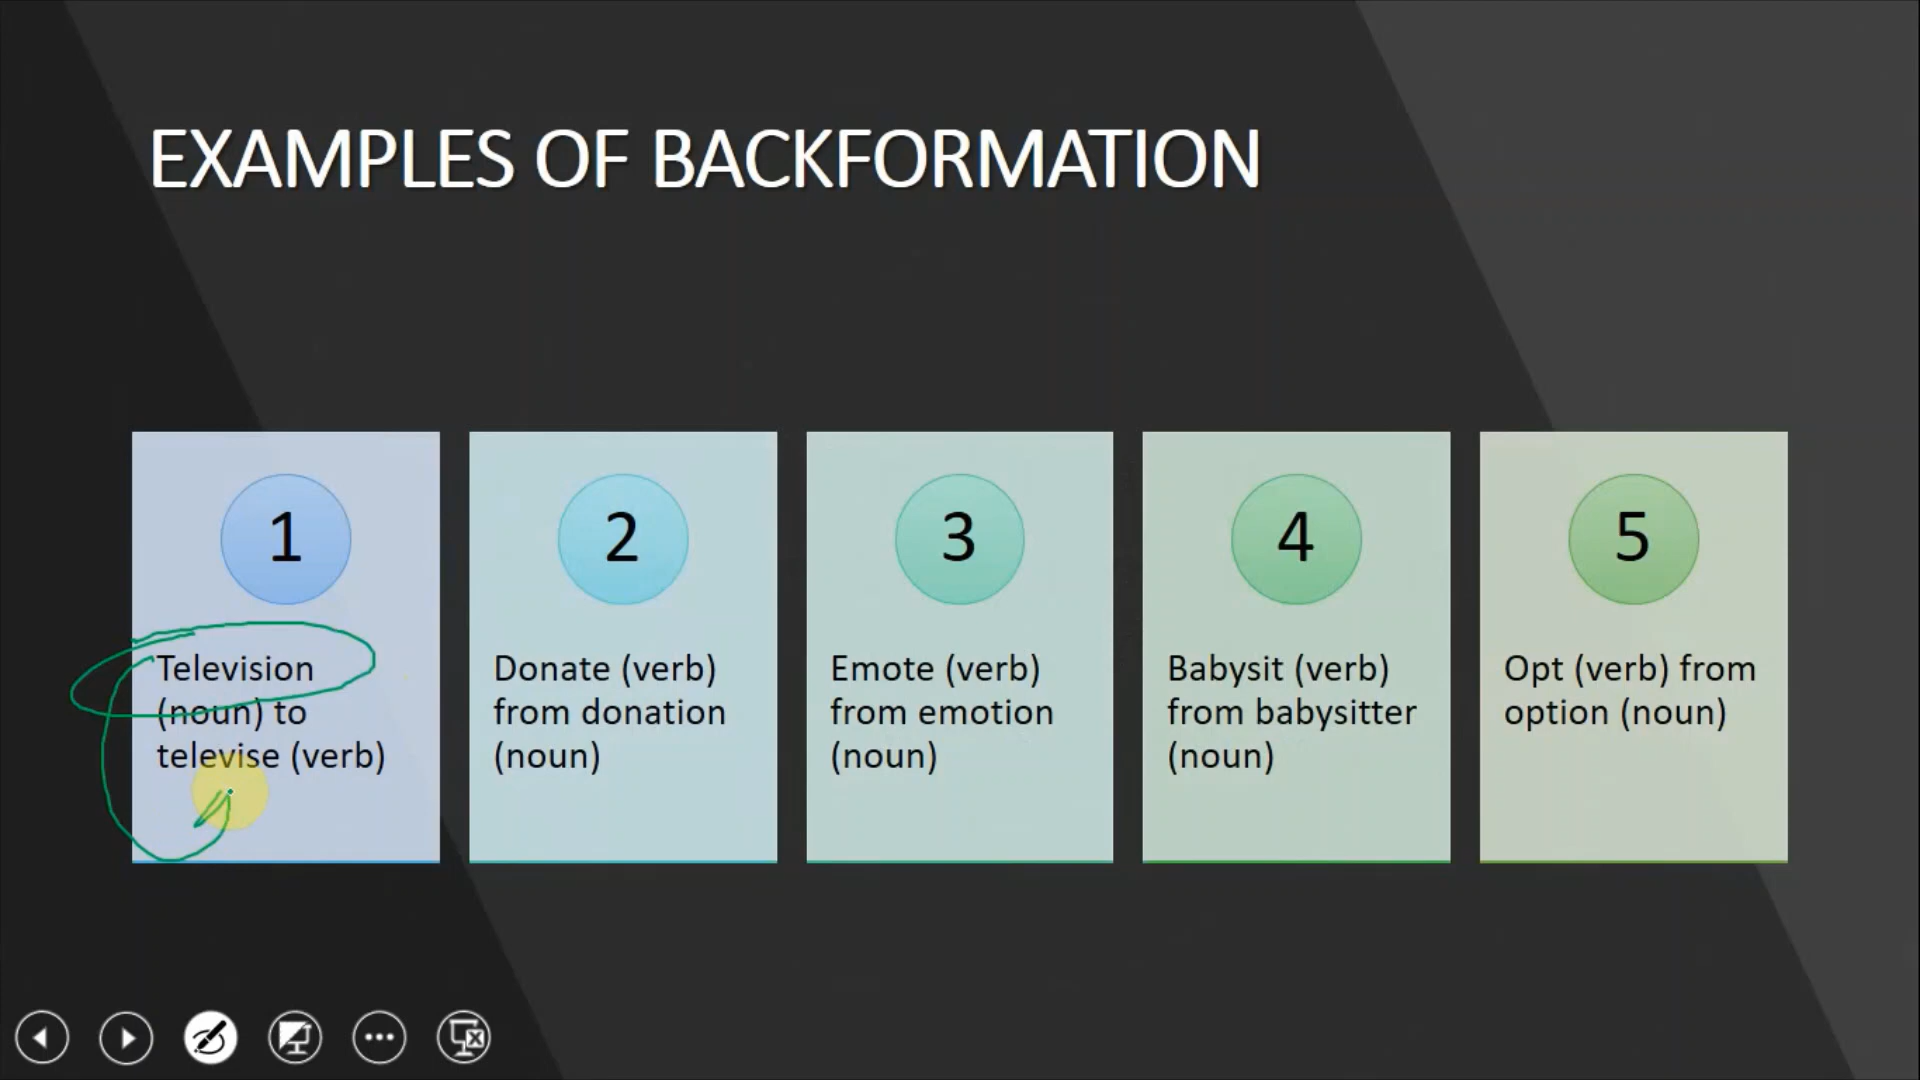 EXAMPLES OF BACKFORMATION
1
Television
(noun) to
televise (verb)
2
Donate (verb)
from donation
(noun)
3
Emote (verb)
from emotion
(noun)
4
Babysit (verb)
from babysitter
(noun)
5
Opt (verb) from
option (noun)